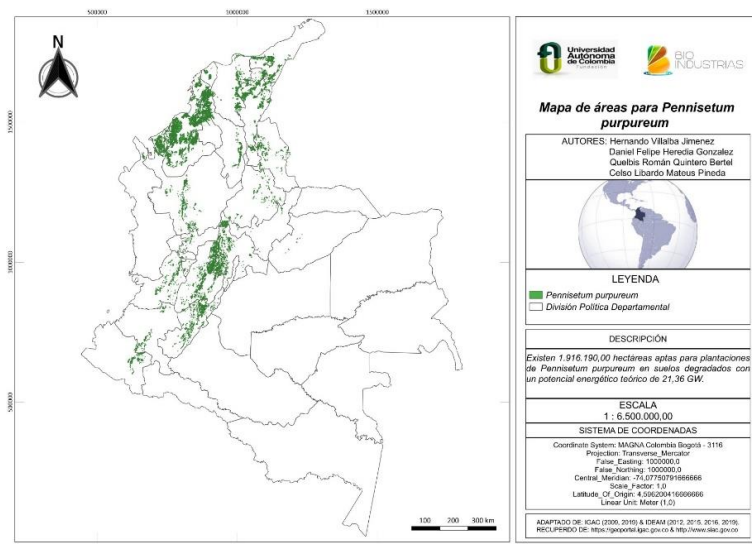 500000 1000000 1500000
N
1500000
1000000
500000
100 200 300 km
Universidad
Autónoma
de Colombia
BIO
INDUSTRIAS
Mapa de áreas para Pennisetum
purpureum
AUTORES: Hernando Villalba Jimenez
Daniel Felipe Heredia Gonzalez
Quelbis Román Quintero Bertel
Celso Libardo Mateus Pineda
LEYENDA
Pennisetum purpureum
División Política Departamental
DESCRIPCIÓN
Existen 1.916.190,00 hectáreas aptas para plantaciones
de Pennisetum purpureum en suelos degradados con
un potencial energético teórico de 21,36 GW.
ESCALA
1 : 6.500.000,00
SISTEMA DE COORDENADAS
Coordinate System: MAGNA Colombia Bogotá - 3116
Projection: Transverse_Mercator
False_Easting: 1000000,0
False_Northing: 1000000,0
Central_Meridian: -74,07750791666666
Scale_Factor: 1,0
Latitude_Of_Origin: 4,596200416666666
Linear Unit: Meter (1,0)
ADAPTADO DE: IGAC (2009, 2019) & IDEAM (2012, 2015, 2016, 2019).
RECUPERDO DE: https://geoportal.igac.gov.co & http://www.siac.gov.co